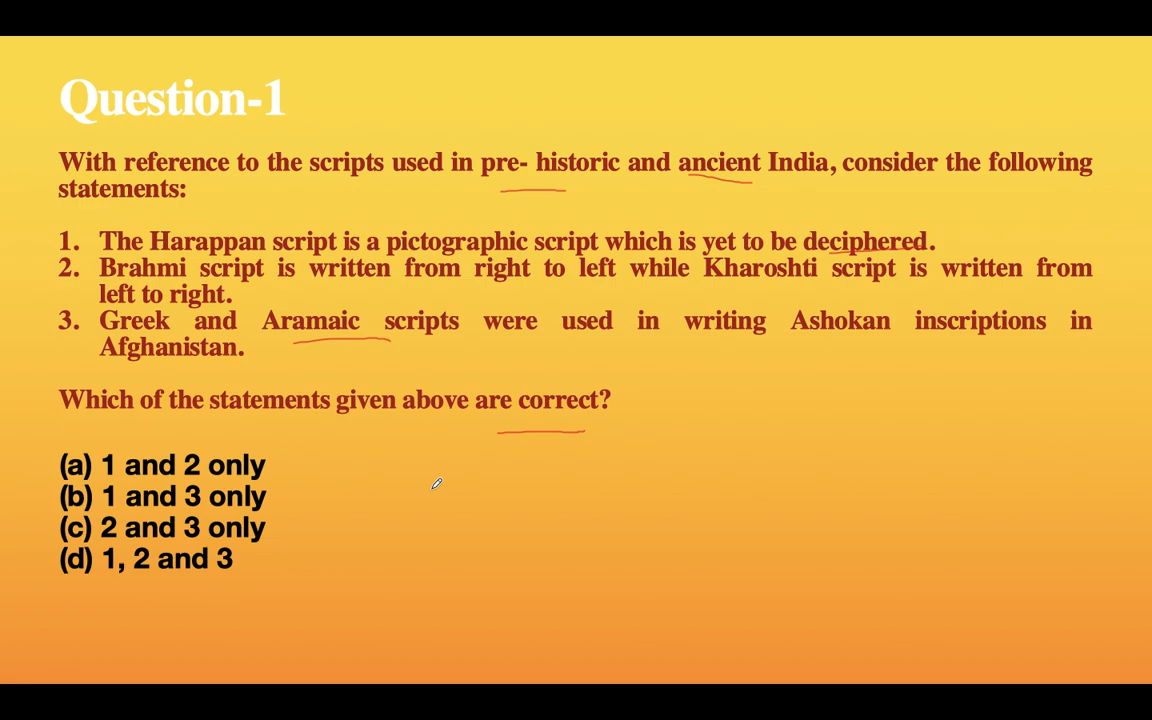 Question-1
With reference to the scripts used in pre- historic and ancient India, consider the following
statements:
1. The Harappan script is a pictographic script which is yet to be deciphered.
2. Brahmi script is written from right to left while Kharoshti script is written from
left to right.
3. Greek and Aramaic scripts were used in writing Ashokan inscriptions in
Afghanistan.
Which of the statements given above are correct?
(a) 1 and 2 only
(b) 1 and 3 only
(c) 2 and 3 only
(d) 1, 2 and 3